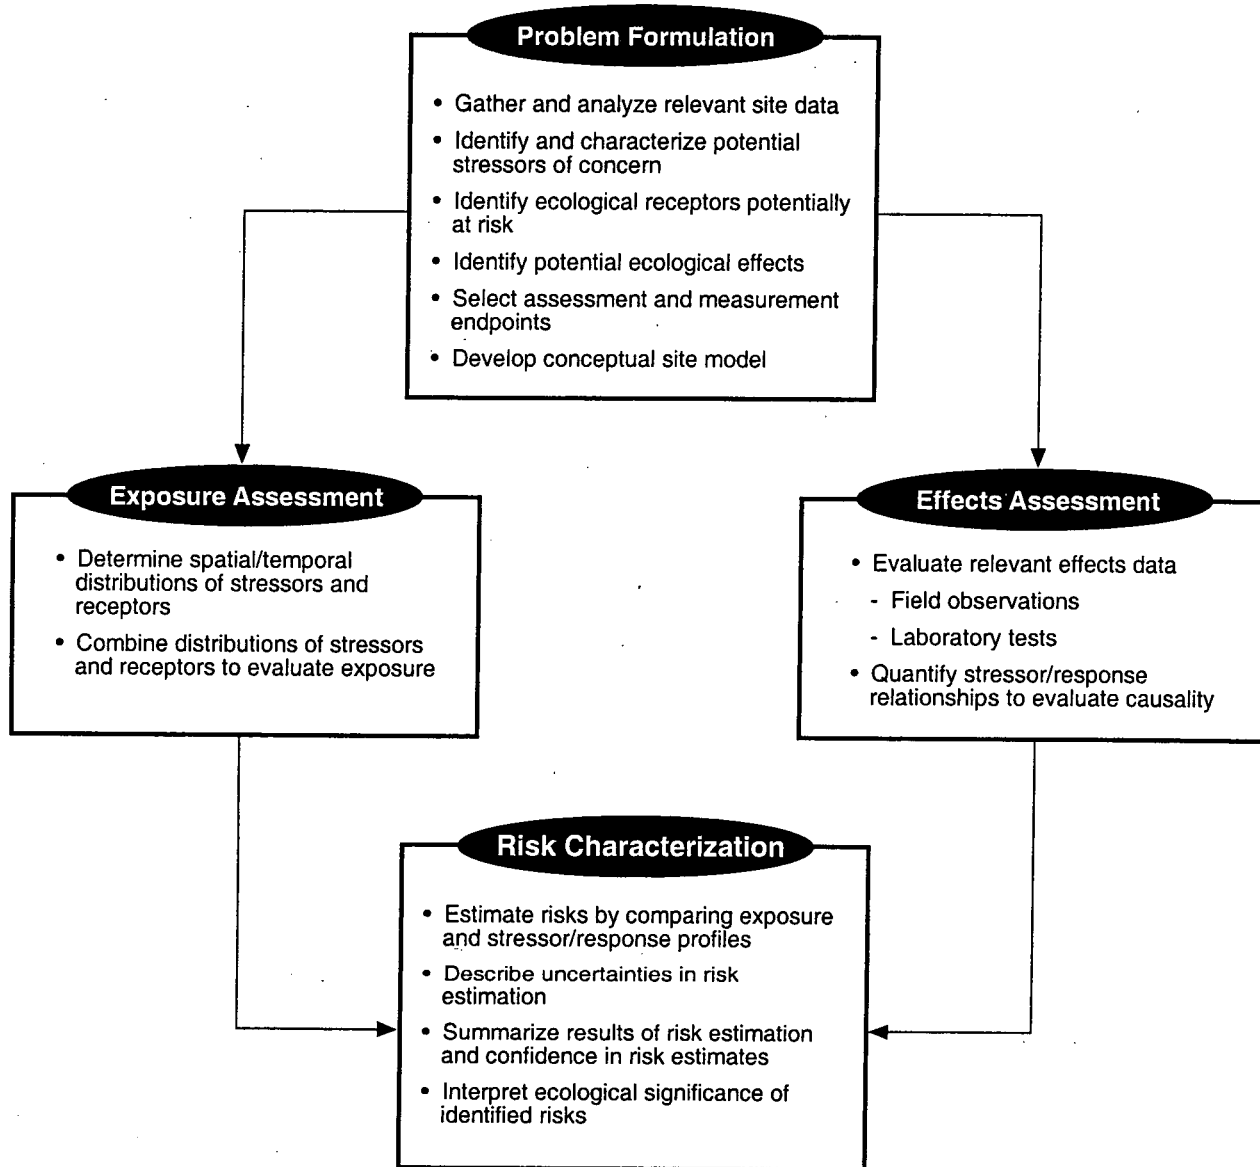 Problem Formulation
• Gather and analyze relevant site data
• Identify and characterize potential
stressors of concern
• Identify ecological receptors potentially
at risk
• Identify potential ecological effects
• Select assessment and measurement
endpoints
• Develop conceptual site model
Exposure Assessment
• Determine spatial/temporal
distributions of stressors and
receptors
• Combine distributions of stressors
and receptors to evaluate exposure
Effects Assessment
• Evaluate relevant effects data
- Field observations
- Laboratory tests
• Quantify stressor/response
relationships to evaluate causality
Risk Characterization
• Estimate risks by comparing exposure
and stressor/response profiles
• Describe uncertainties in risk
estimation
• Summarize results of risk estimation
and confidence in risk estimates
• Interpret ecological significance of
identified risks